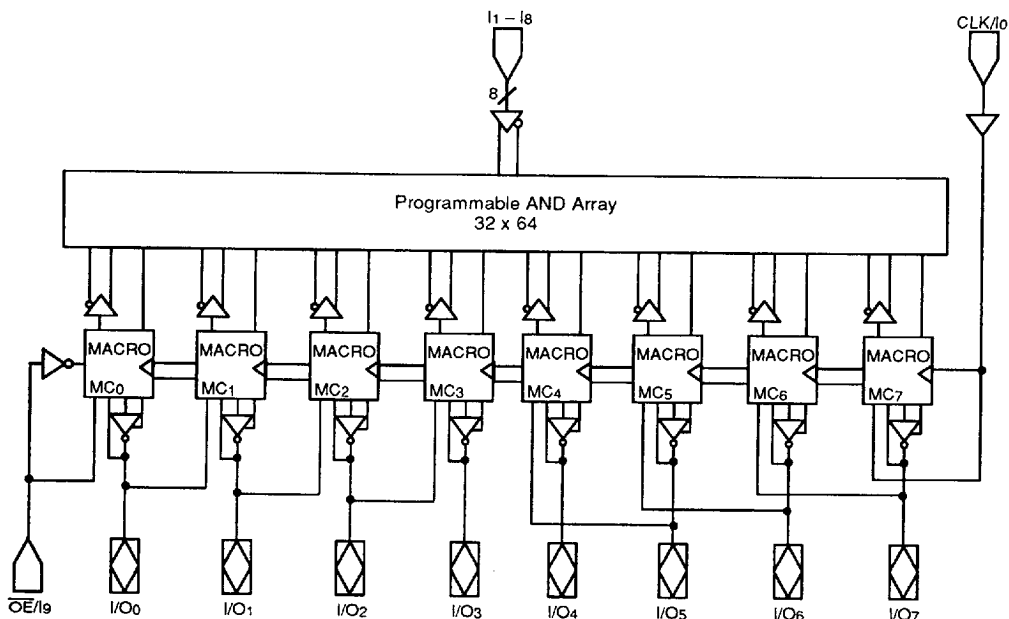 I1 – I8
CLK/I0
8
Programmable AND Array
32 x 64
MACRO MACRO MACRO MACRO MACRO MACRO MACRO MACRO
MC0 MC1 MC2 MC3 MC4 MC5 MC6 MC7
OE/I9 I/O0 I/O1 I/O2 I/O3 I/O4 I/O5 I/O6 I/O7